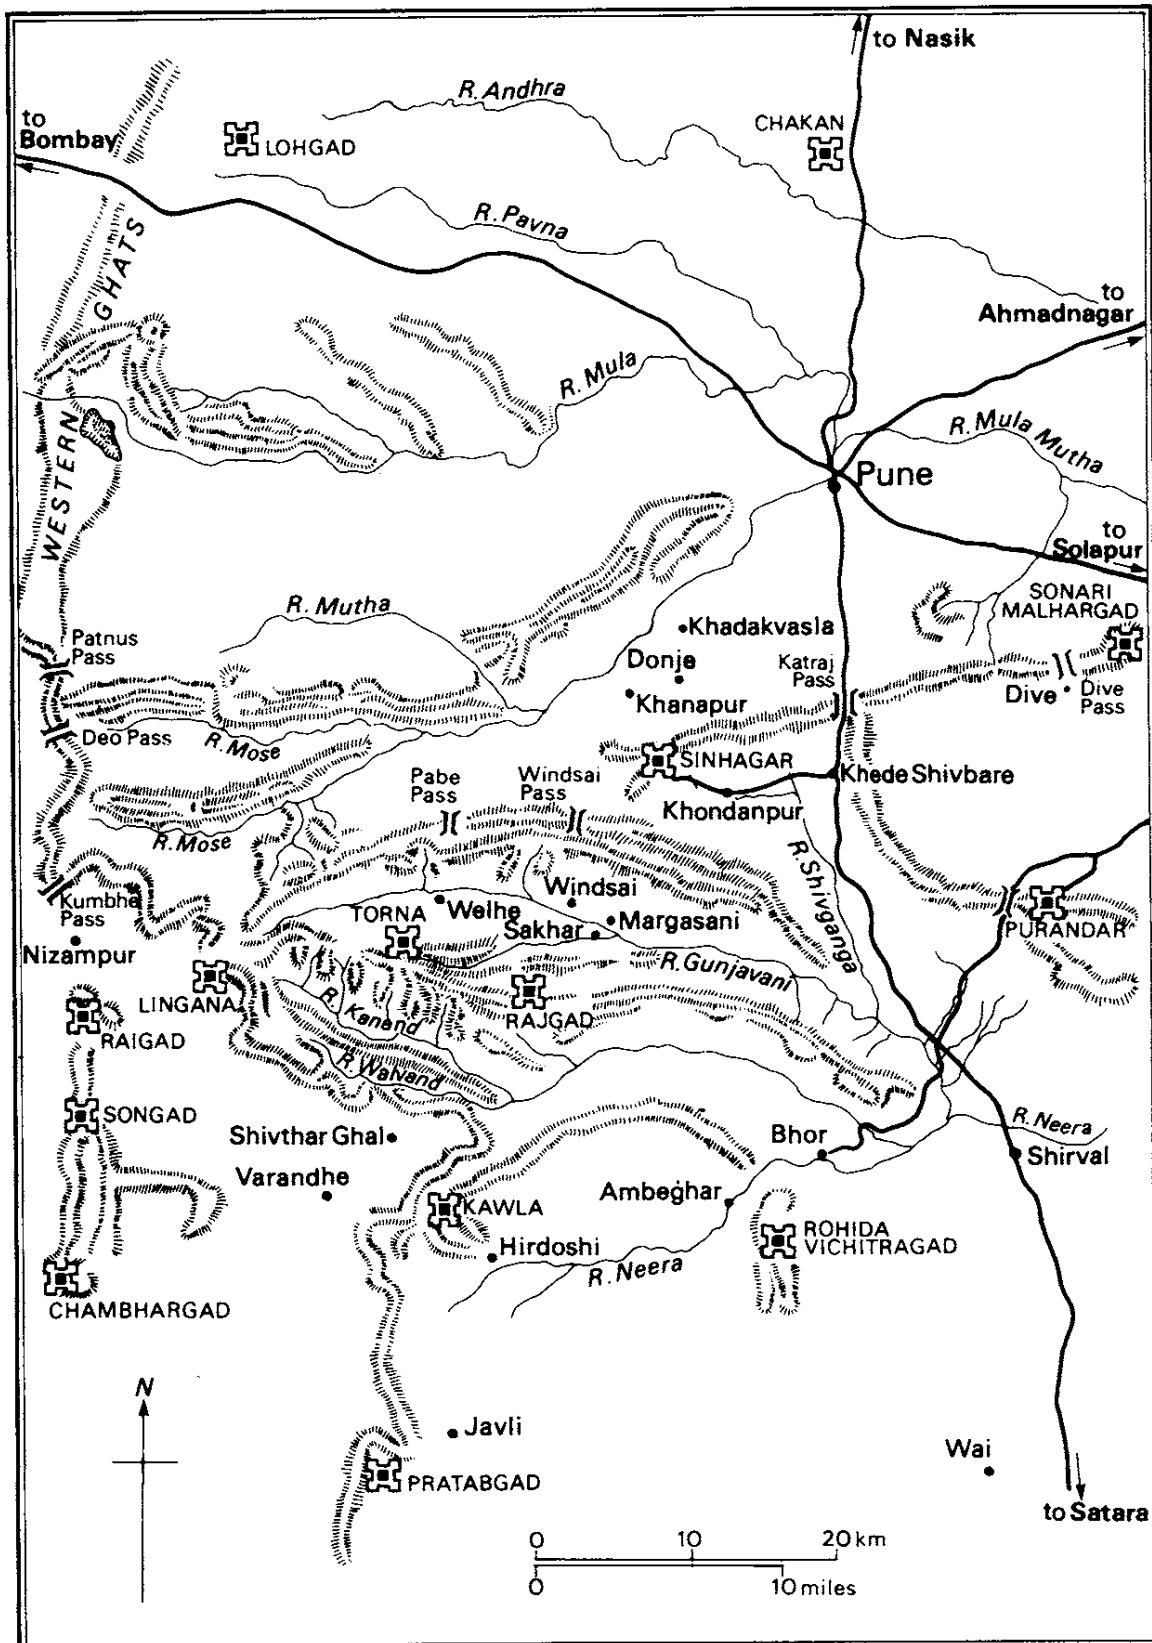 to Nasik
R. Andhra
CHAKAN
to
Bombay
LOHGAD
R. Pavna
GHATS
to
Ahmadnagar
R. Mula
R. Mula Mutha
WESTERN
Pune
to
Solapur
R. Mutha
SONARI
MALHARGAD
Khadakvasla
Patnus
Pass
Donje
Katraj
Pass
Khanapur
Dive
Dive
Pass
Deo Pass
R. Mose
SINHAGAR
Pabe
Pass
Windsai
Pass
Khede Shivbare
Khondanpur
R. Mose
R. Shivganga
Kumbhe
Pass
Windsai
Welhe
TORNA
Margasani
Sakhar
PURANDAR
Nizampur
R. Gunjavani
LINGANA
R. Kanand
RAJGAD
RAIGAD
R. Walvand
SONGAD
Shivthar Ghal
Bhor
R. Neera
Shirval
Varandhe
Ambeghar
KAWLA
ROHIDA
VICHITRAGAD
Hirdoshi
R. Neera
CHAMBHARGAD
N
Javli
Wai
PRATABGAD
to Satara
0 10 20 km
0 10 miles